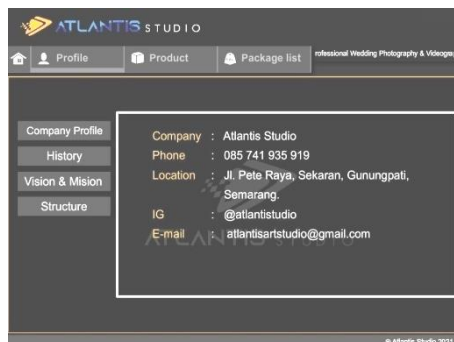 ATLANTIS STUDIO
Profile
Product
Package list
rofessional Wedding Photography &
Company Profile
History
Vision & Mision
Structure
Company : Atlantis Studio
Phone : 085 741 935 919
Location : Jl. Pete Raya, Sekaran, Gunungpati,
Semarang.
IG : @atlantistudio
E-mail : atlantisartstudio@gmail.com
ATLANTIS STUDIO
© Atlantis Studio 2021